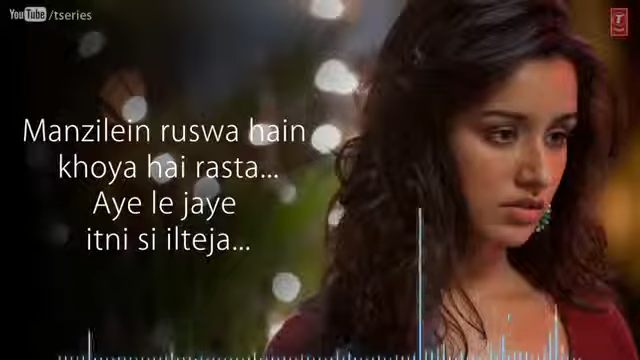 YouTube /tseries
T
Manzilein ruswa hain
khoya hai rasta...
Aye le jaye
itni si ilteja...